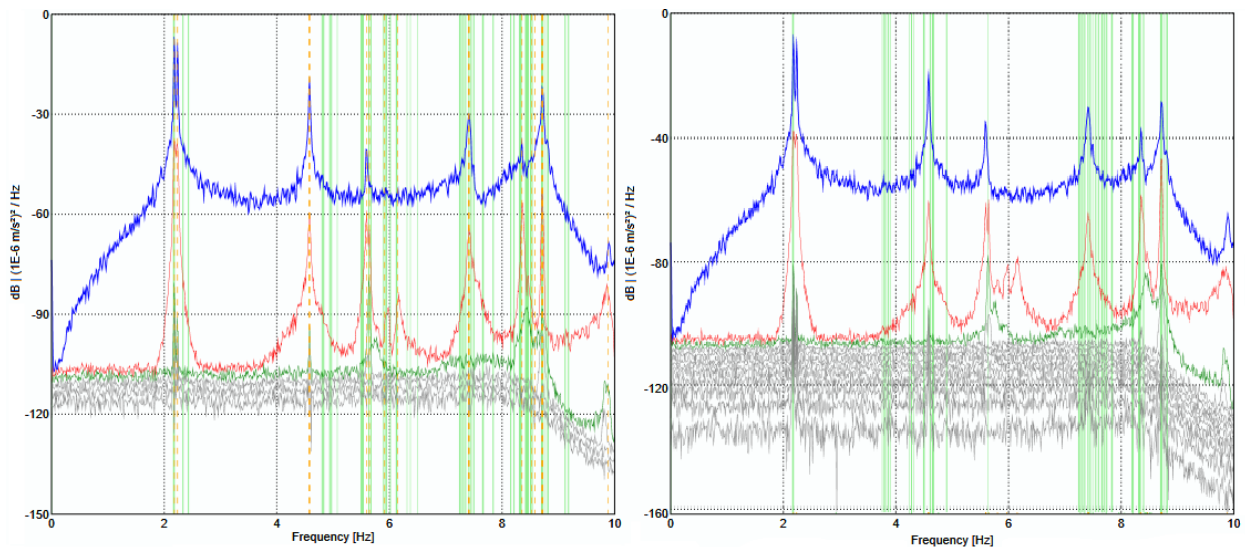 0
-30
-60
-90
-120
-150
dB | (1E-6 m/s²)² / Hz
0 2 4 6 8 10
Frequency [Hz]
0
-40
-80
-120
-160
dB | (1E-6 m/s²)² / Hz
0 2 4 6 8 10
Frequency [Hz]